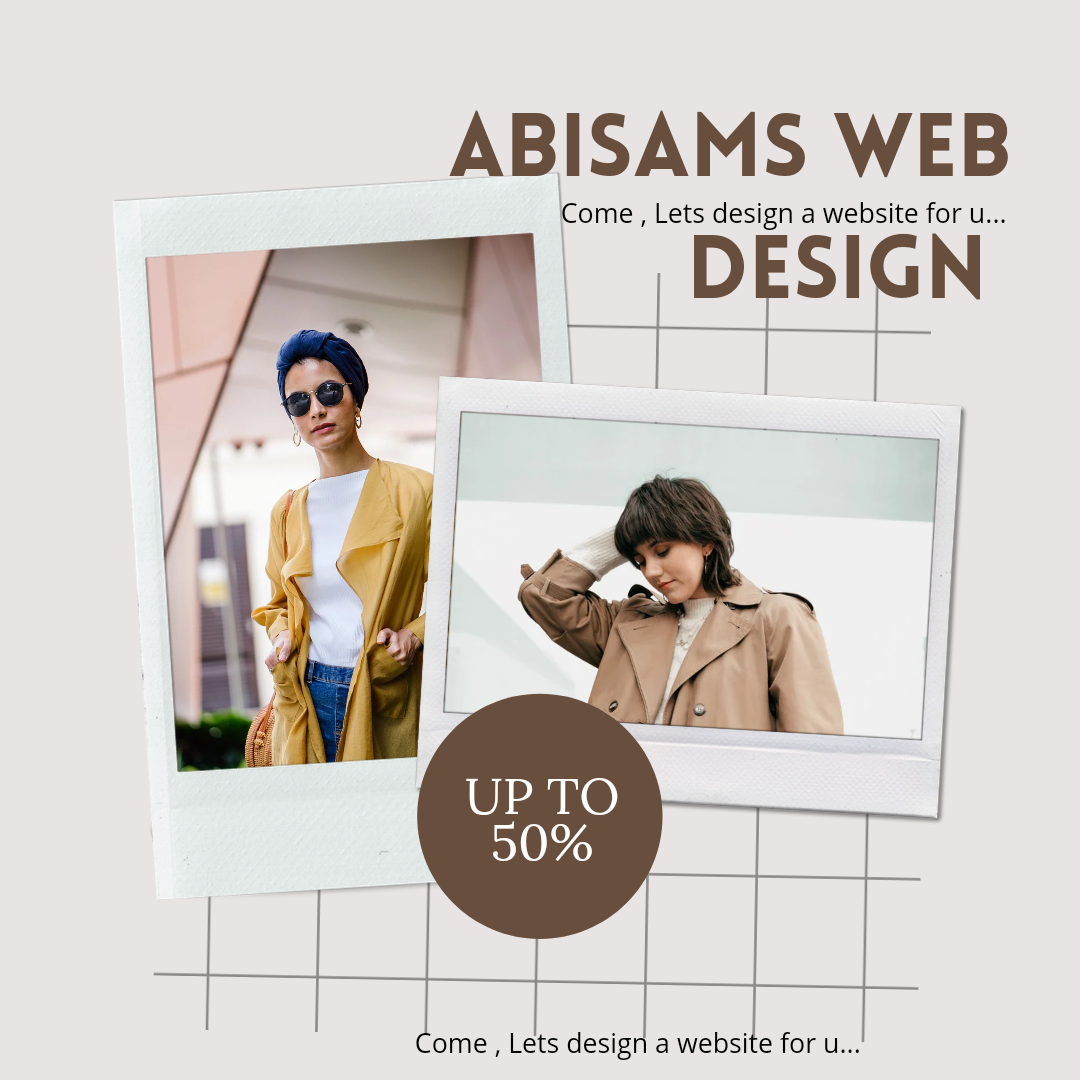 ABISAMS WEB
Come , Lets design a website for u...
DESIGN
UP TO
50%
Come , Lets design a website for u...